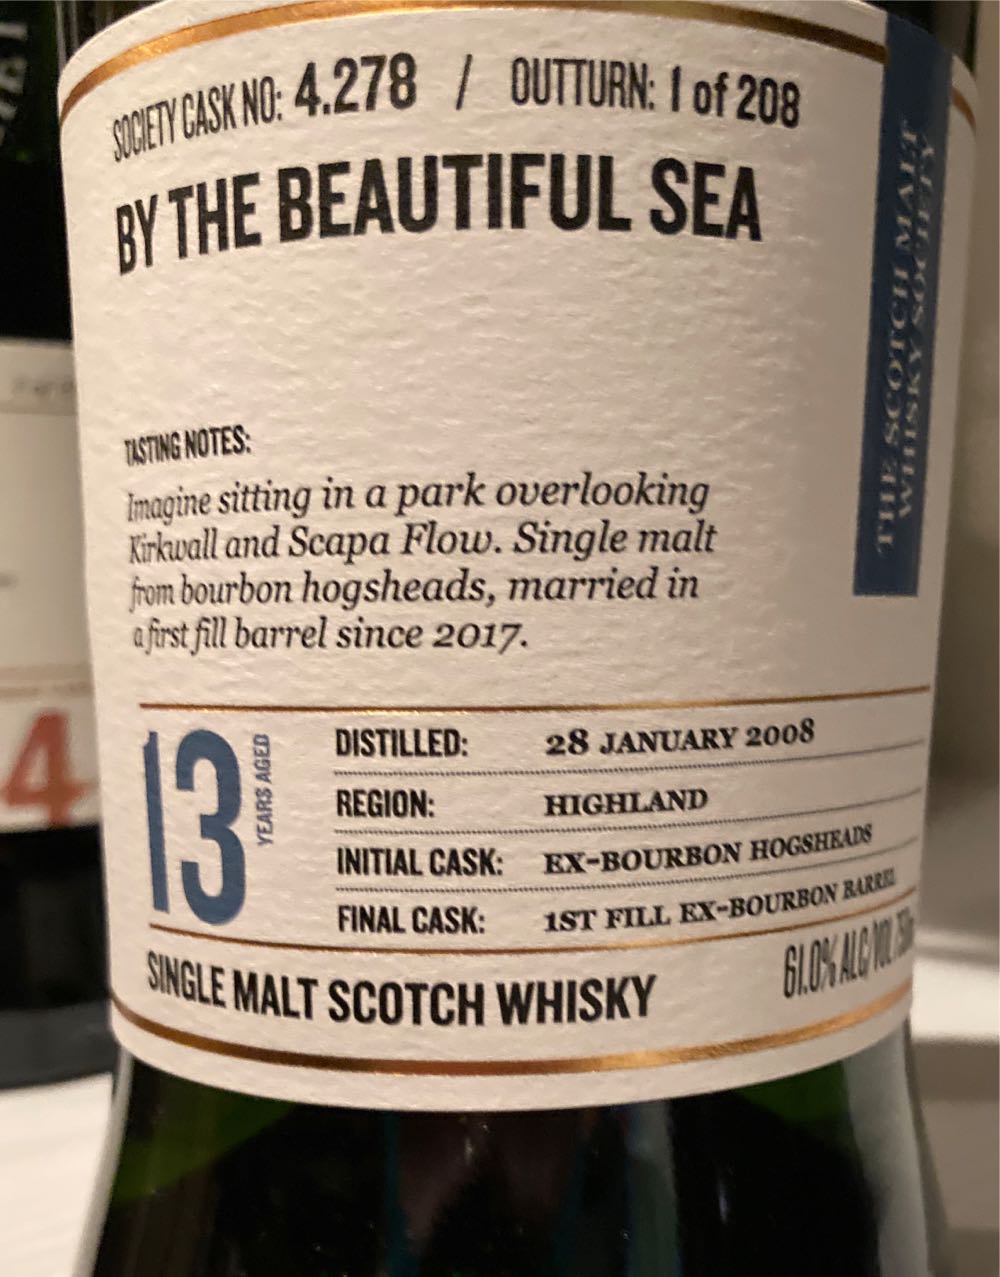 SOCIETY CASK NO: 4.278 / OUTTURN: 1 of 208
BY THE BEAUTIFUL SEA
THE SCOTCH MALT
WHISKY SOCIETY
TASTING NOTES:
Imagine sitting in a park overlooking
Kirkwall and Scapa Flow. Single malt
from bourbon hogsheads, married in
a first fill barrel since 2017.
13 YEARS AGED
DISTILLED: 28 JANUARY 2008
REGION: HIGHLAND
INITIAL CASK: EX-BOURBON HOGSHEADS
FINAL CASK: 1ST FILL EX-BOURBON BARREL
SINGLE MALT SCOTCH WHISKY
61.0% ALC/VOL
4